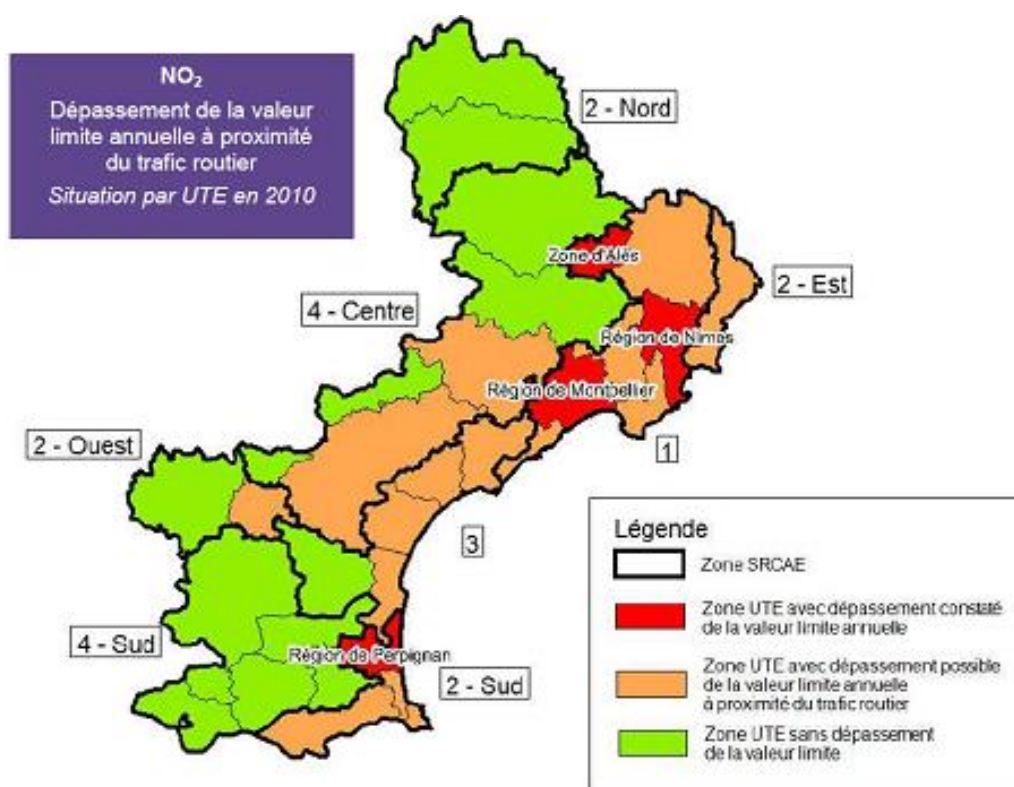 NO₂
Dépassement de la valeur
limite annuelle à proximité
du trafic routier
Situation par UTE en 2010
2 - Nord
Zone d'Alès
2 - Est
4 - Centre
Région de Nimes
Région de Montpellier
1
2 - Ouest
3
4 - Sud
Région de Perpignan
2 - Sud
Légende
Zone SRCAE
Zone UTE avec dépassement constaté
de la valeur limite annuelle
Zone UTE avec dépassement possible
de la valeur limite annuelle
à proximité du trafic routier
Zone UTE sans dépassement
de la valeur limite